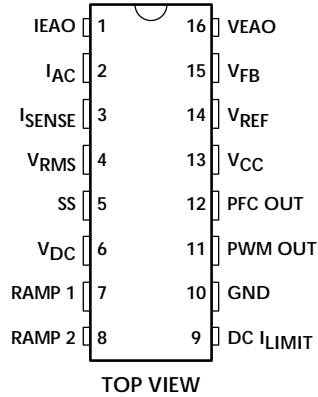 IEAO 1 16 VEAO
IAC 2 15 VFB
ISENSE 3 14 VREF
VRMS 4 13 VCC
SS 5 12 PFC OUT
VDC 6 11 PWM OUT
RAMP 1 7 10 GND
RAMP 2 8 9 DC ILIMIT
TOP VIEW